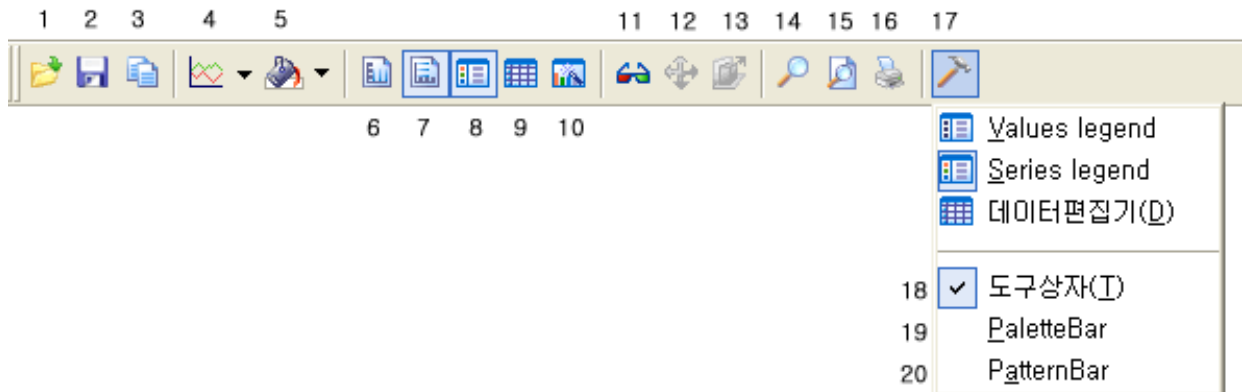 1 2 3 4 5 11 12 13 14 15 16 17
6 7 8 9 10
Values legend
Series legend
데이터편집기(D)
18 도구상자(T)
19 PaletteBar
20 PatternBar